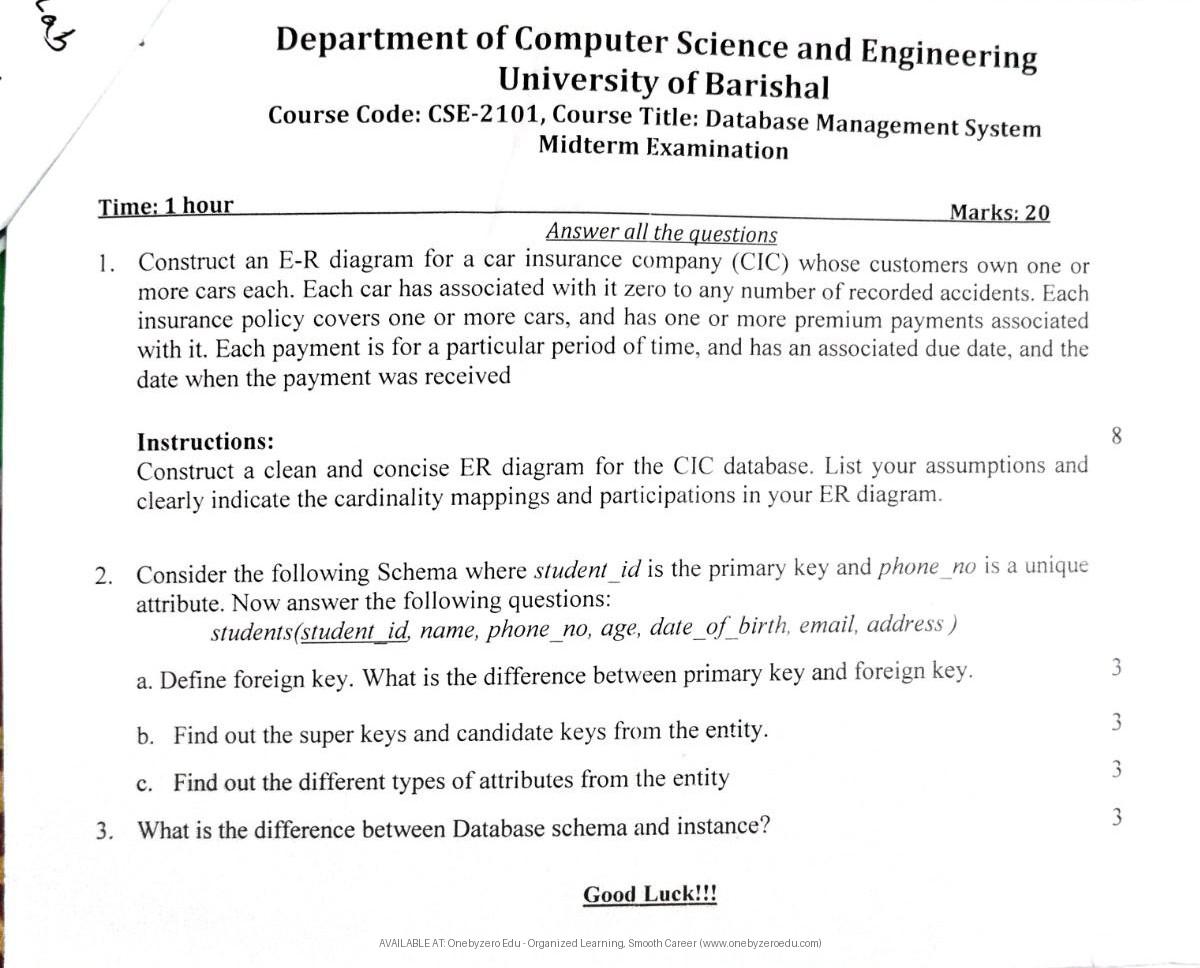 Department of Computer Science and Engineering
University of Barishal
Course Code: CSE-2101, Course Title: Database Management System
Midterm Examination
Time: 1 hour Marks: 20
Answer all the questions
1. Construct an E-R diagram for a car insurance company (CIC) whose customers own one or
more cars each. Each car has associated with it zero to any number of recorded accidents. Each
insurance policy covers one or more cars, and has one or more premium payments associated
with it. Each payment is for a particular period of time, and has an associated due date, and the
date when the payment was received
Instructions: 8
Construct a clean and concise ER diagram for the CIC database. List your assumptions and
clearly indicate the cardinality mappings and participations in your ER diagram.
2. Consider the following Schema where student_id is the primary key and phone_no is a unique
attribute. Now answer the following questions:
students(student_id, name, phone_no, age, date_of_birth, email, address )
a. Define foreign key. What is the difference between primary key and foreign key. 3
b. Find out the super keys and candidate keys from the entity. 3
c. Find out the different types of attributes from the entity 3
3. What is the difference between Database schema and instance? 3
Good Luck!!!
AVAILABLE AT: Onebyzero Edu - Organized Learning, Smooth Career (www.onebyzeroedu.com)